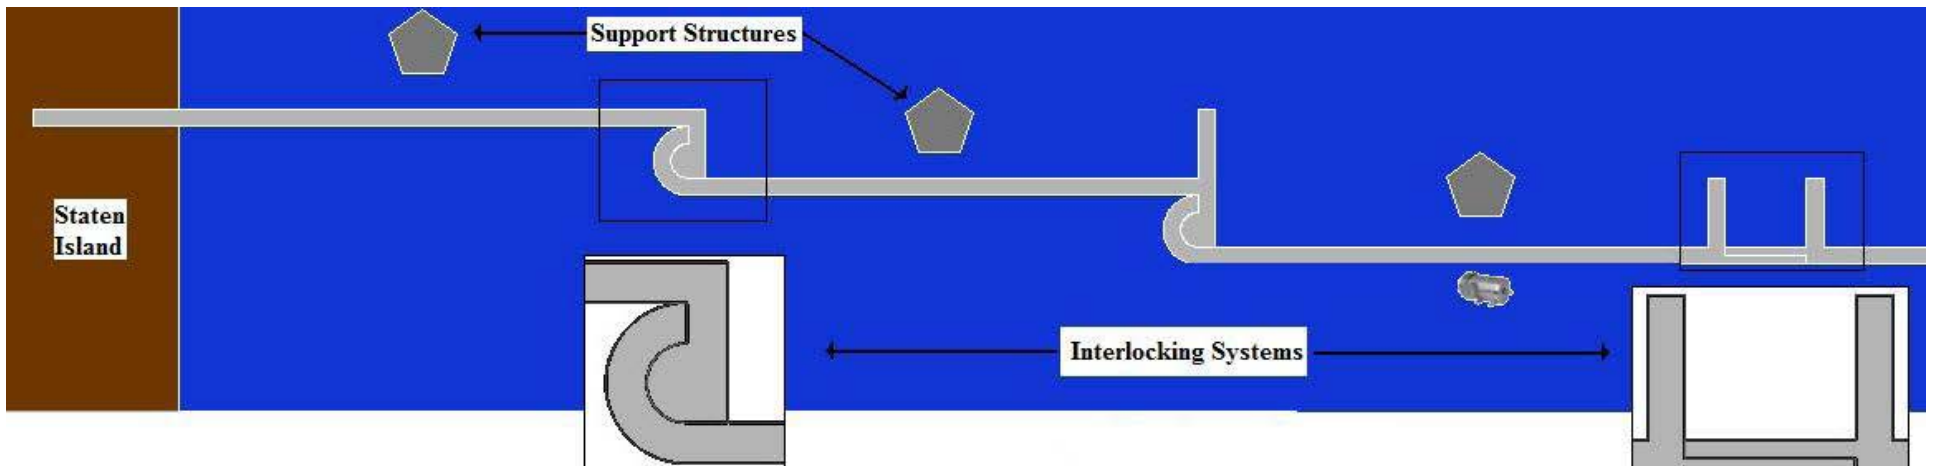 Support Structures
Staten
Island
Interlocking Systems